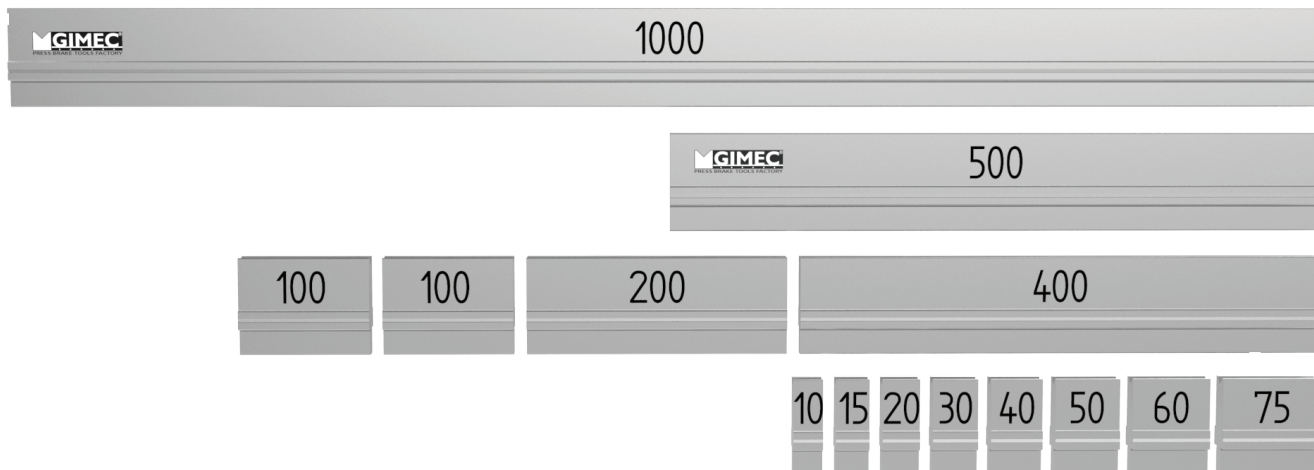 GIMEC
PRESS BRAKE TOOLS FACTORY
1000
GIMEC
PRESS BRAKE TOOLS FACTORY
500
100 100 200 400
10 15 20 30 40 50 60 75